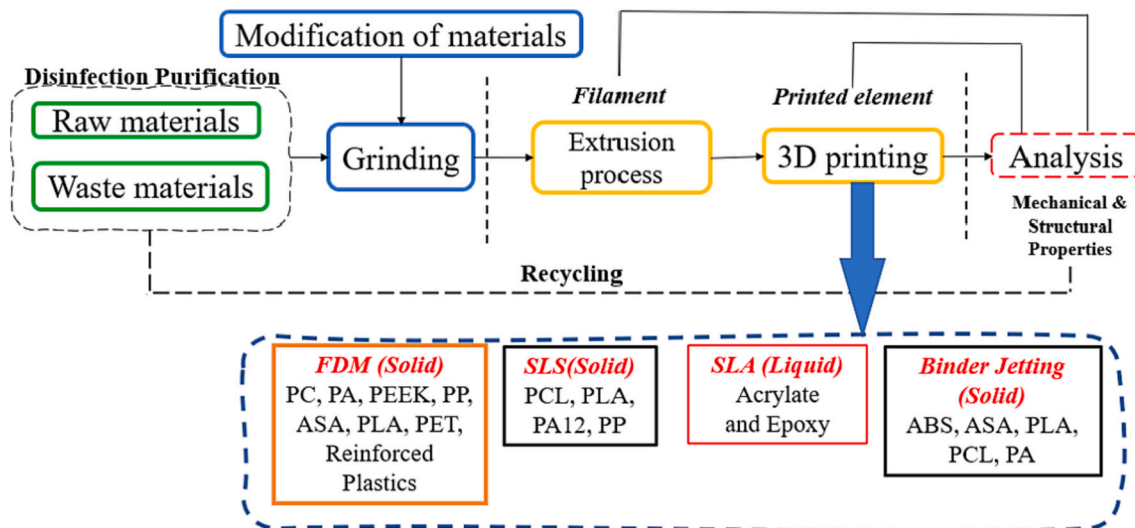 Modification of materials
Disinfection Purification
Raw materials
Waste materials
Grinding
Filament
Extrusion
process
Printed element
3D printing
Analysis
Mechanical &
Structural
Properties
Recycling
FDM (Solid)
PC, PA, PEEK, PP,
ASA, PLA, PET,
Reinforced
Plastics
SLS(Solid)
PCL, PLA,
PA12, PP
SLA (Liquid)
Acrylate
and Epoxy
Binder Jetting
(Solid)
ABS, ASA, PLA,
PCL, PA